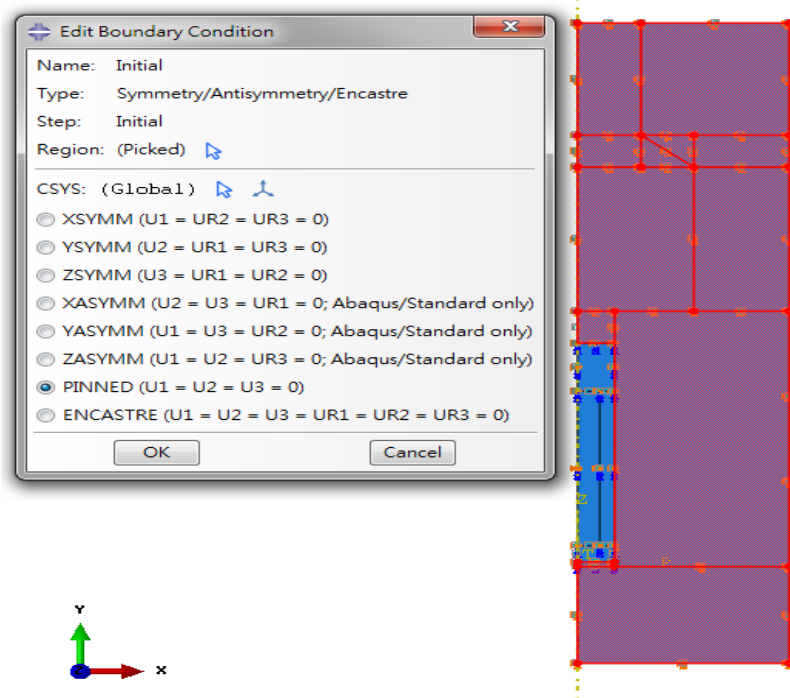 Edit Boundary Condition
Name: Initial
Type: Symmetry/Antisymmetry/Encastre
Step: Initial
Region: (Picked)
CSYS: (Global)
XSYMM (U1 = UR2 = UR3 = 0)
YSYMM (U2 = UR1 = UR3 = 0)
ZSYMM (U3 = UR1 = UR2 = 0)
XASYMM (U2 = U3 = UR1 = 0; Abaqus/Standard only)
YASYMM (U1 = U3 = UR2 = 0; Abaqus/Standard only)
ZASYMM (U1 = U2 = UR3 = 0; Abaqus/Standard only)
PINNED (U1 = U2 = U3 = 0)
ENCASTRE (U1 = U2 = U3 = UR1 = UR2 = UR3 = 0)
OK Cancel
Z
Y
Z X